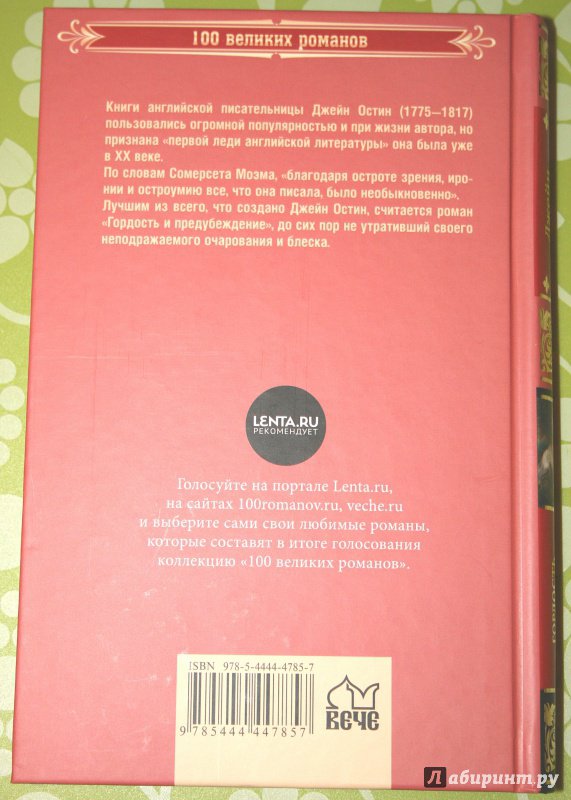 100 великих романов
Книги английской писательницы Джейн Остин (1775—1817)
пользовались огромной популярностью и при жизни автора, но
признана «первой леди английской литературы» она была уже
в XX веке.
По словам Сомерсета Моэма, «благодаря остроте зрения, иро-
нии и остроумию все, что она писала, было необыкновенно».
Лучшим из всего, что создано Джейн Остин, считается роман
«Гордость и предубеждение», до сих пор не утративший своего
неподражаемого очарования и блеска.
LENTA.RU
РЕКОМЕНДУЕТ
Голосуйте на портале Lenta.ru,
на сайтах 100romanov.ru, veche.ru
и выберите сами свои любимые романы,
которые составят в итоге голосования
коллекцию «100 великих романов».
ISBN 978-5-4444-4785-7
9 785444 447857
ВЕЧЕ
Джейн
ГОРДОСТЬ
Лабиринт.ру